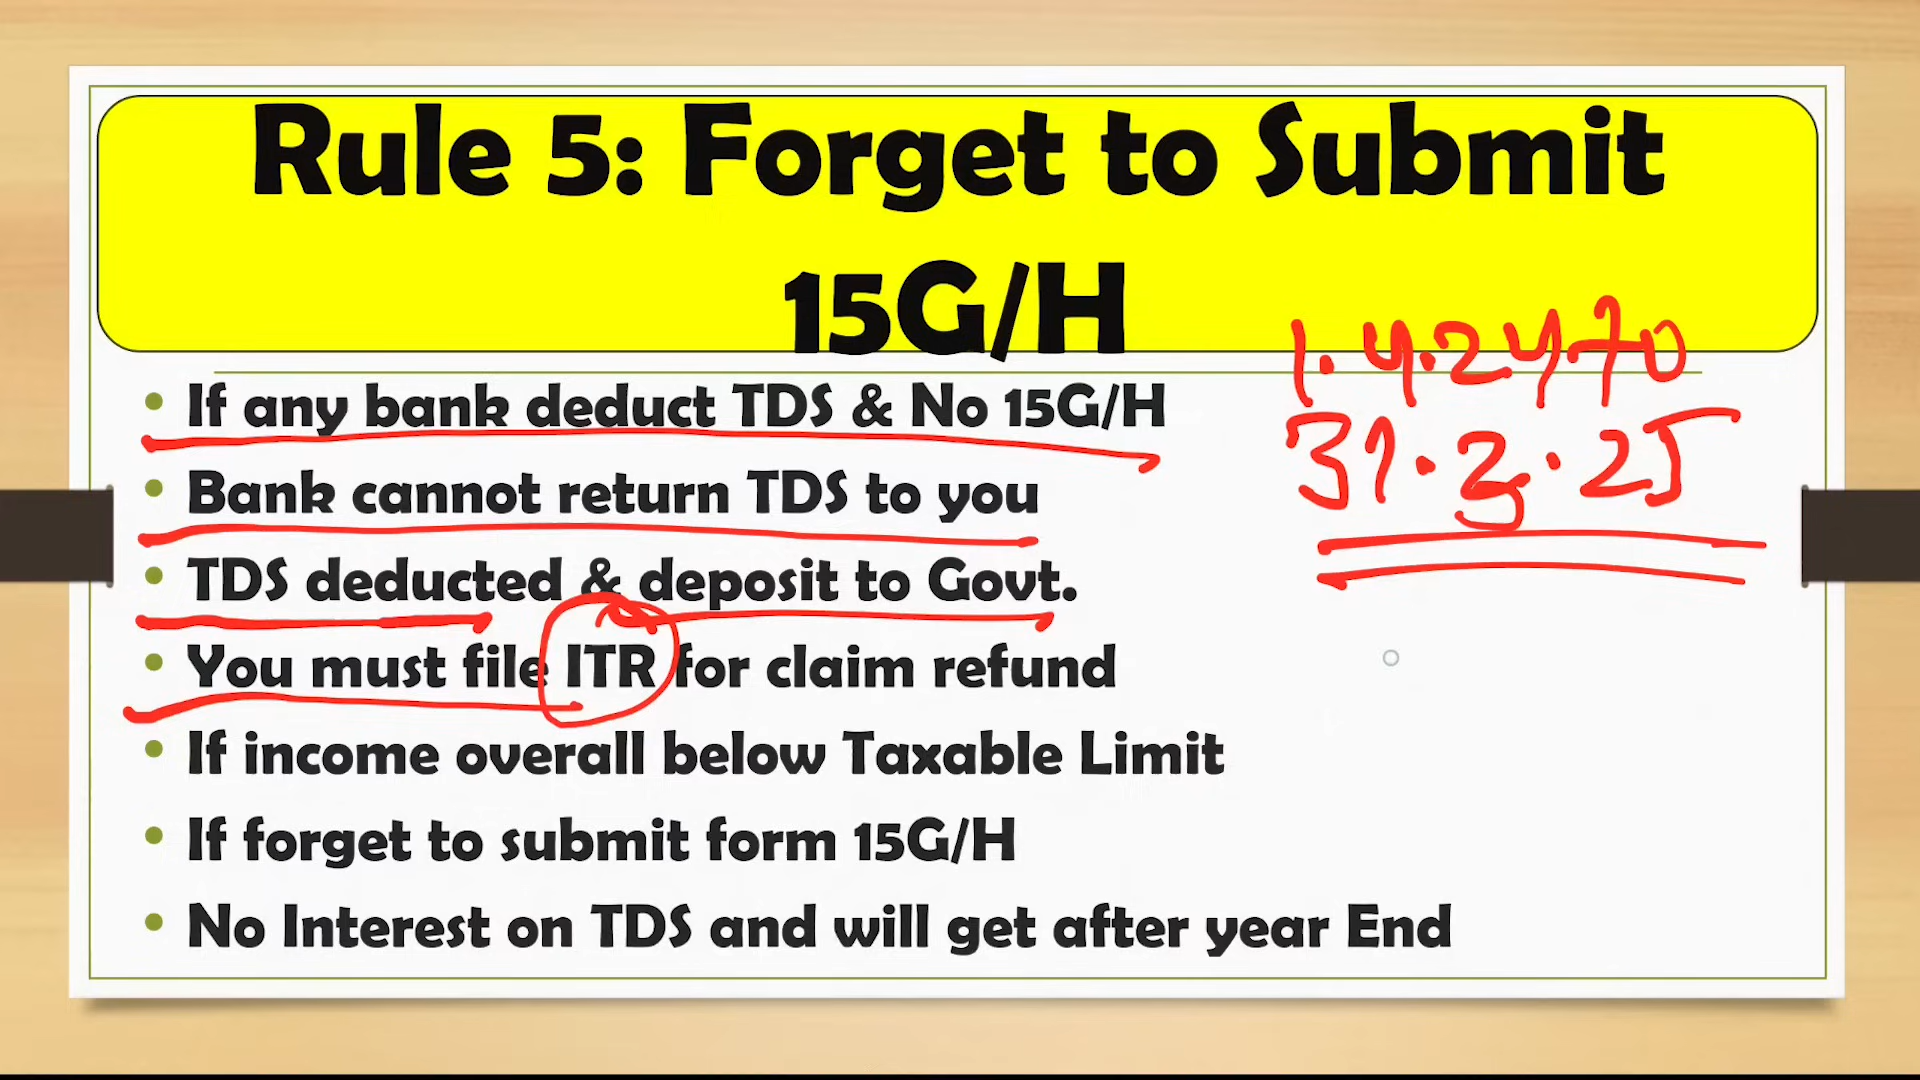 Rule 5: Forget to Submit
15G/H
1.4.24 to
31.3.25
• If any bank deduct TDS & No 15G/H
• Bank cannot return TDS to you
• TDS deducted & deposit to Govt.
• You must file ITR for claim refund
• If income overall below Taxable Limit
• If forget to submit form 15G/H
• No Interest on TDS and will get after year End